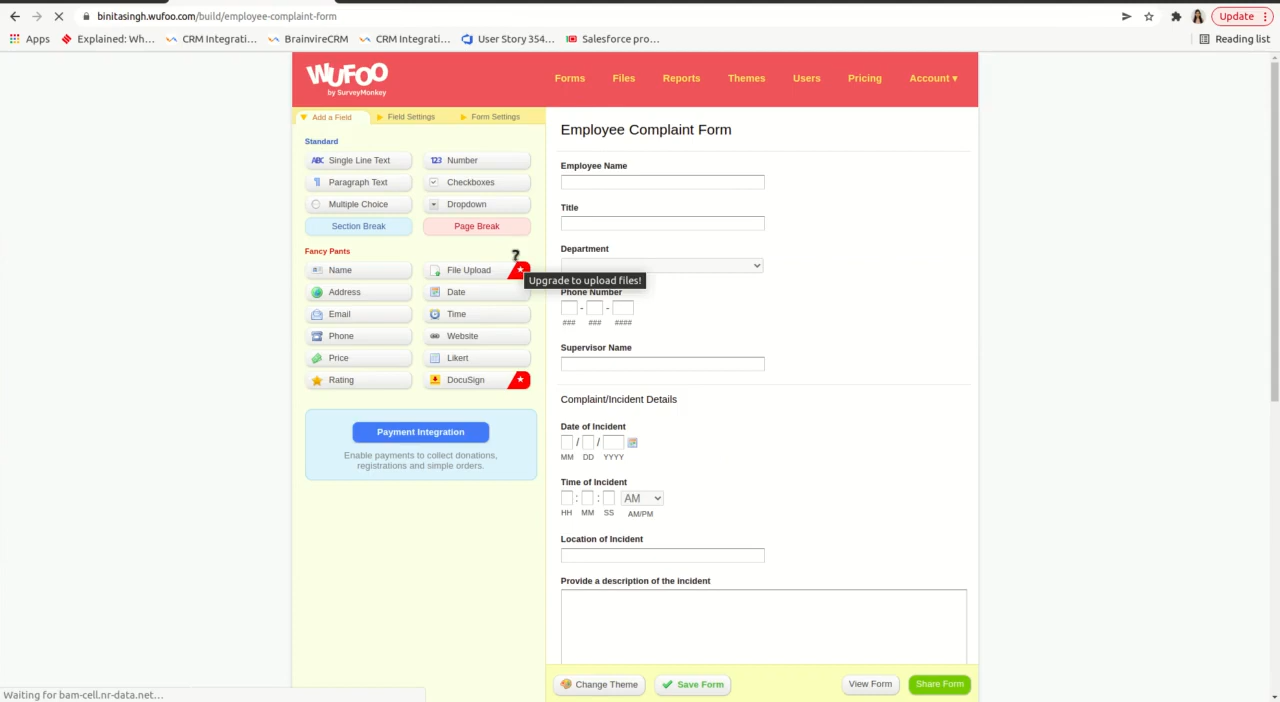 binitasingh.wufoo.com/build/employee-complaint-form
Update
Apps
Explained: Wh...
CRM Integrati...
BrainvireCRM
CRM Integrati...
User Story 354...
Salesforce pro...
Reading list
WUFOO
by SurveyMonkey
Forms
Files
Reports
Themes
Users
Pricing
Account ▾
Add a Field
Field Settings
Form Settings
Standard
ABC Single Line Text
123 Number
Paragraph Text
Checkboxes
Multiple Choice
Dropdown
Section Break
Page Break
Fancy Pants
Name
File Upload
Address
Date
Email
Time
Phone
Website
Price
Likert
Rating
DocuSign
?
Upgrade to upload files!
Payment Integration
Enable payments to collect donations,
registrations and simple orders.
Employee Complaint Form
Employee Name
Title
Department
Phone Number
- -
### ### ####
Supervisor Name
Complaint/Incident Details
Date of Incident
/ /
MM DD YYYY
Time of Incident
: : AM
HH MM SS AM/PM
Location of Incident
Provide a description of the incident
Change Theme
Save Form
View Form
Share Form
Waiting for bam-cell.nr-data.net...